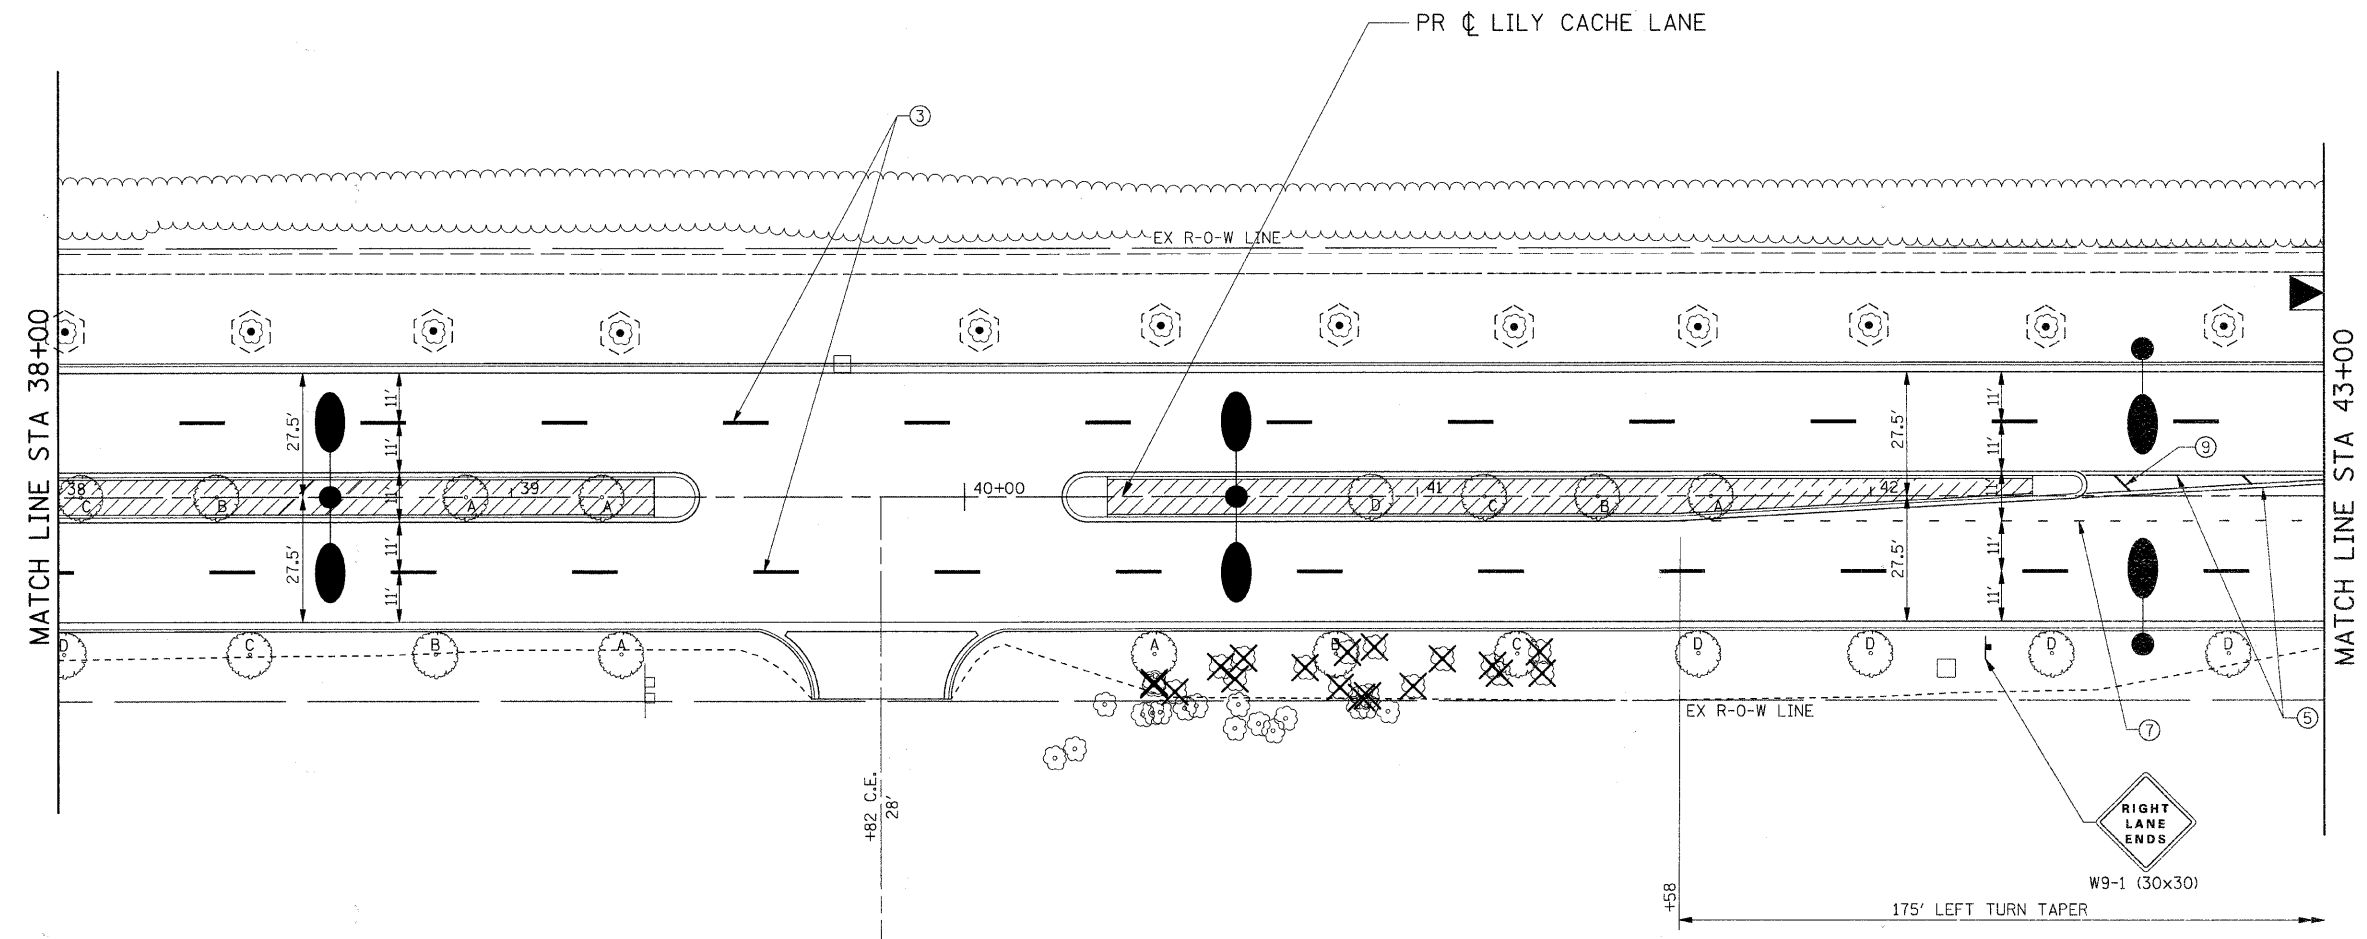 PR ℄ LILY CACHE LANE
3
EX R-O-W LINE
MATCH LINE STA 38+00
MATCH LINE STA 43+00
27.5'
11'
11'
27.5'
11'
11'
9
38
C
B
11'
A
39
A
40+00
D
41
C
B
A
42
11'
27.5'
11'
11'
27.5'
11'
11'
D
C
B
A
A
B
C
D
D
D
D
EX R-O-W LINE
7
5
+82 C.E.
28'
RIGHT
LANE
ENDS
W9-1 (30x30)
+58
175' LEFT TURN TAPER